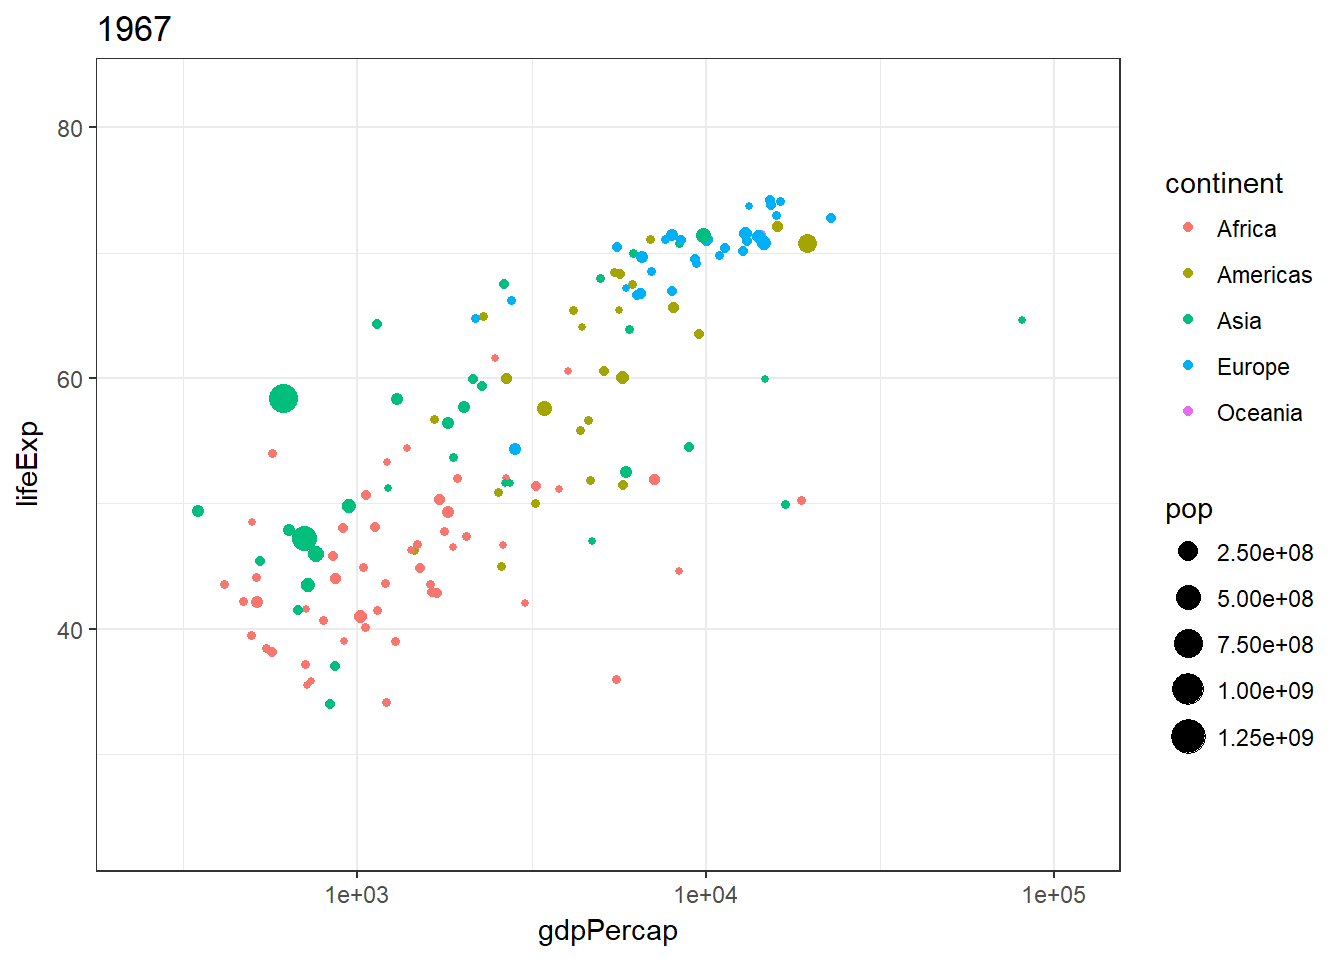 1967
lifeExp
80
60
40
1e+03
1e+04
1e+05
gdpPercap
continent
Africa
Americas
Asia
Europe
Oceania
pop
2.50e+08
5.00e+08
7.50e+08
1.00e+09
1.25e+09